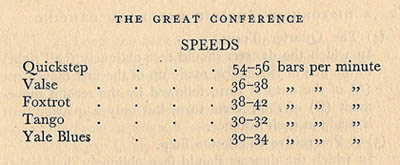 THE GREAT CONFERENCE
SPEEDS
Quickstep . . . 54–56 bars per minute
Valse . . . . 36–38 „ „ „
Foxtrot . . . 38–42 „ „ „
Tango . . . . 30–32 „ „ „
Yale Blues . . . 30–34 „ „ „